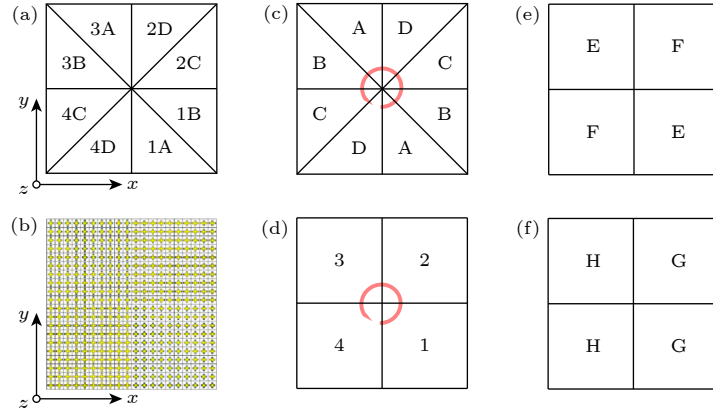 (a)
3A 2D
3B 2C
4C 1B
4D 1A
y
z x
(c)
A D
B C
C B
D A
(e)
E F
F E
(b)
y
z x
(d)
3 2
4 1
(f)
H G
H G